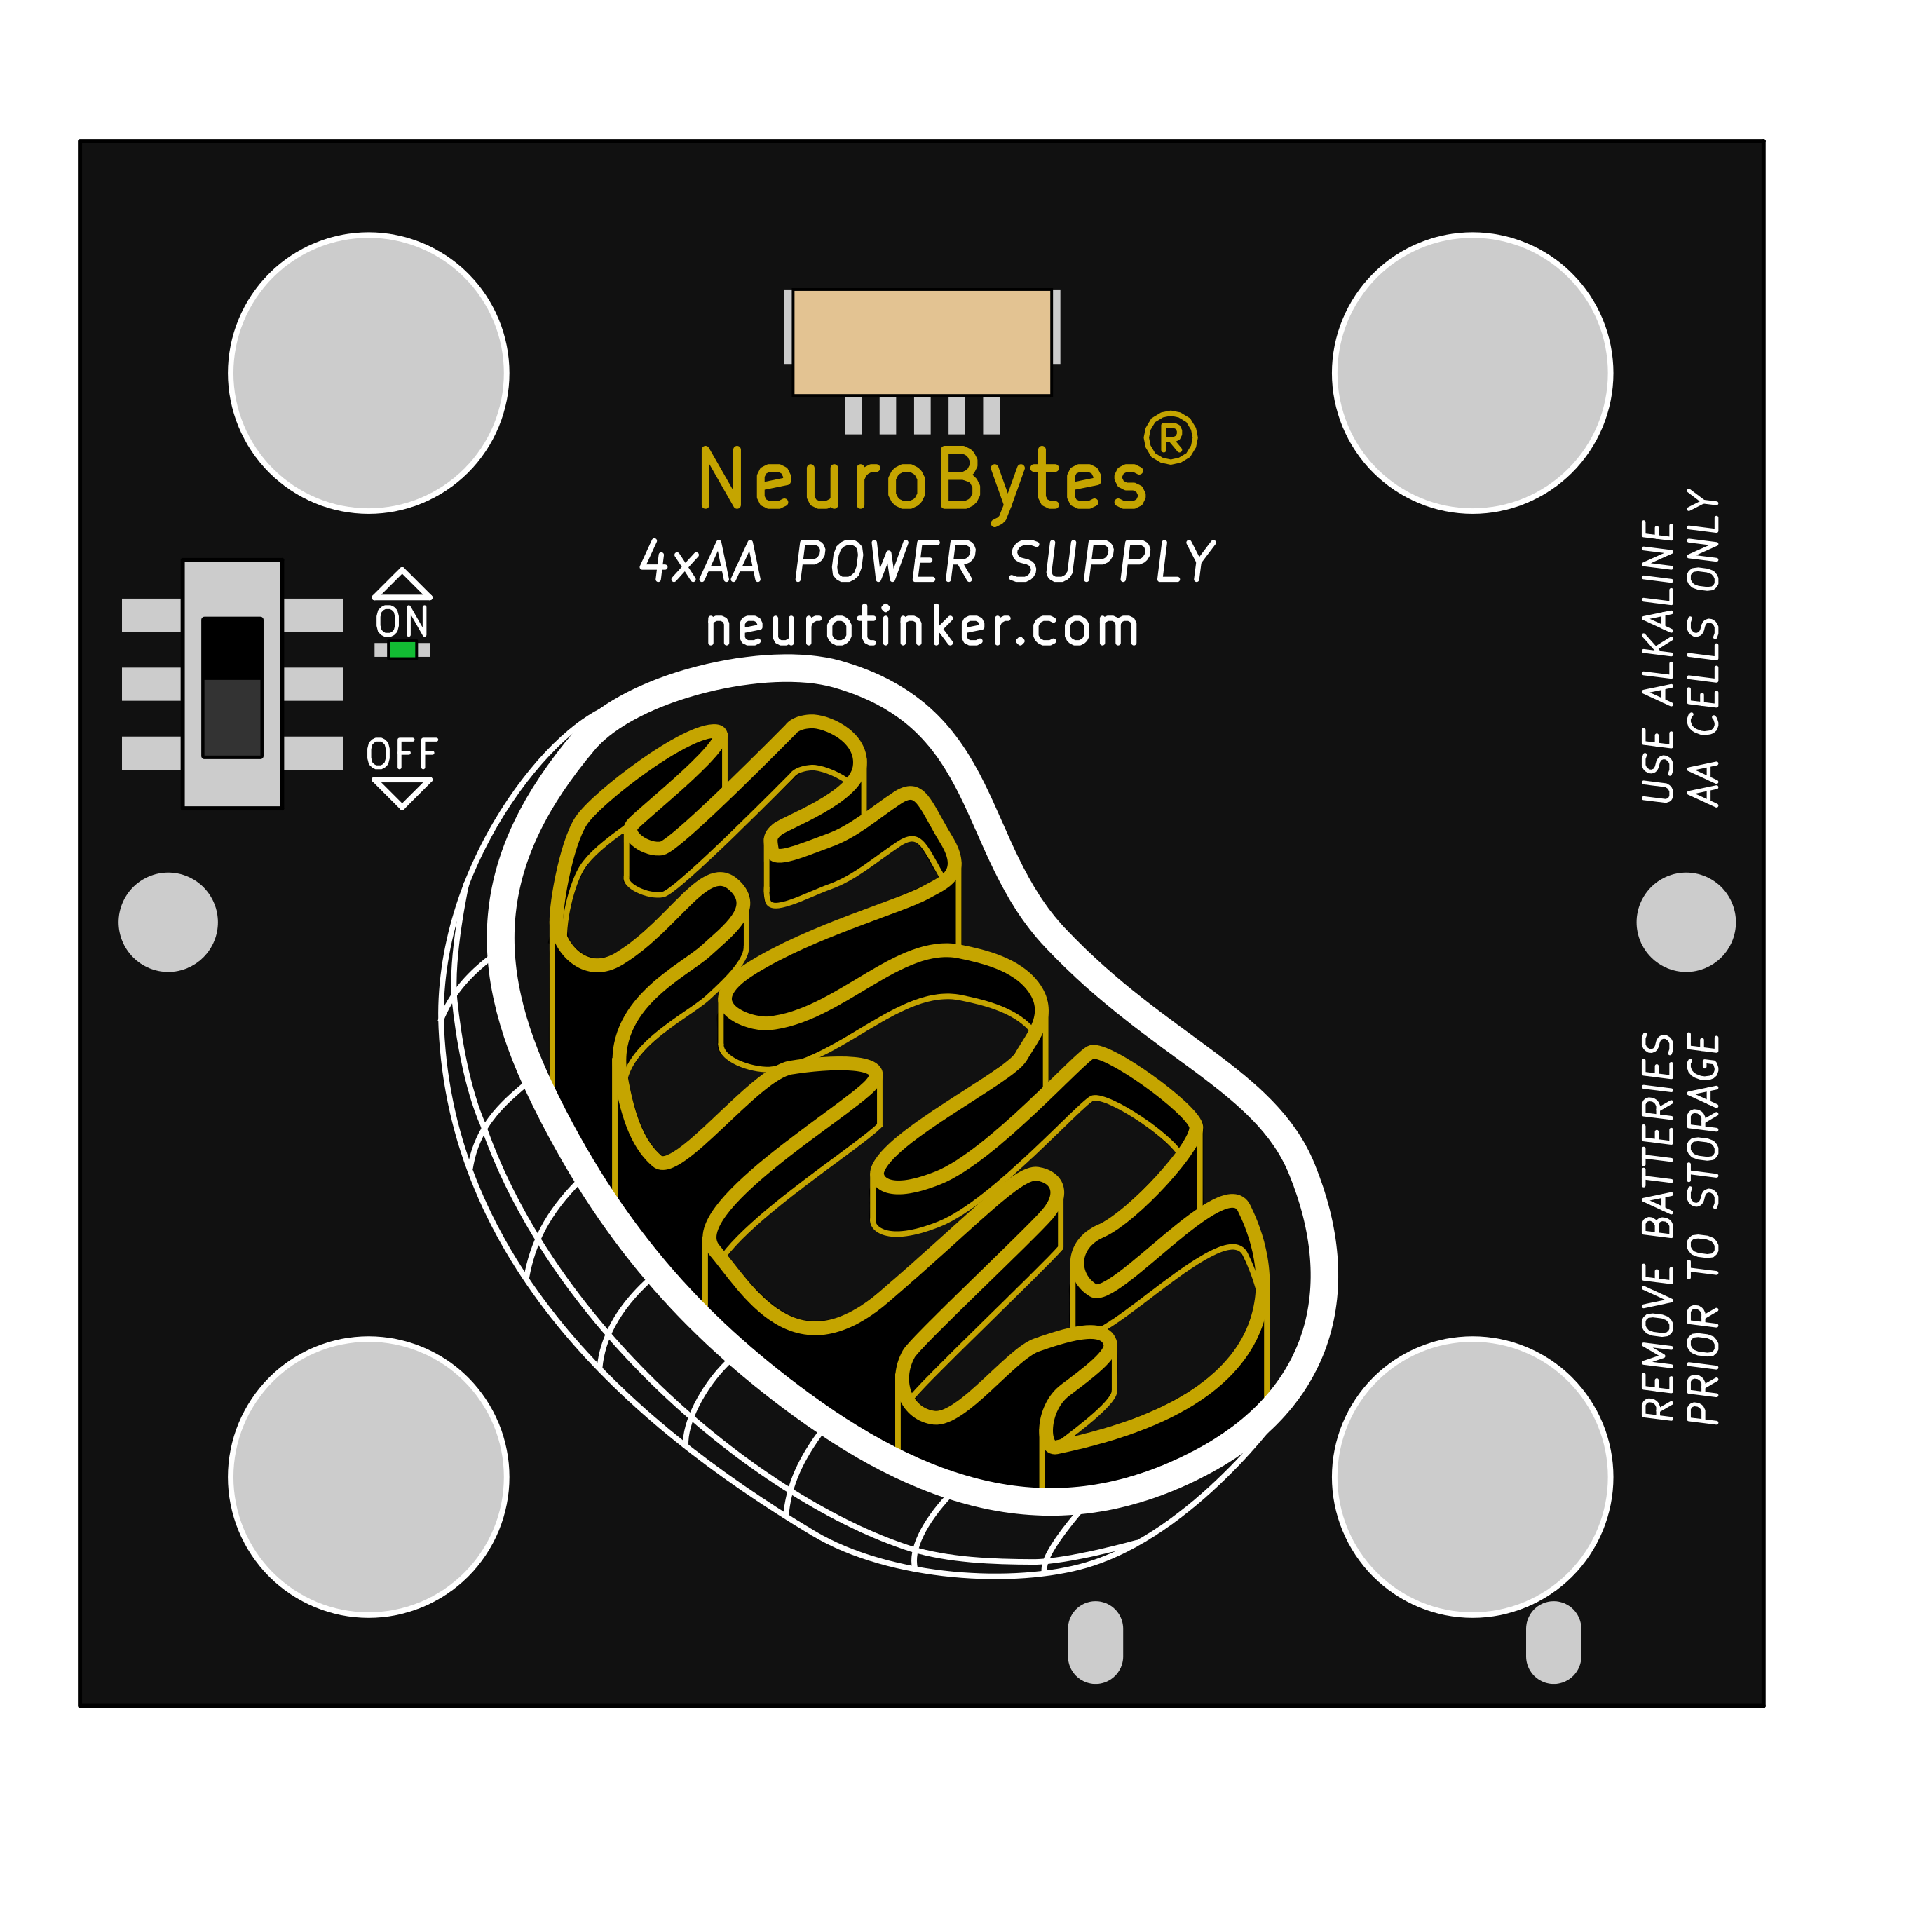 NeuroBytes®
4xAA POWER SUPPLY
neurotinker.com
ON
OFF
USE ALKALINE
AA CELLS ONLY
REMOVE BATTERIES
PRIOR TO STORAGE